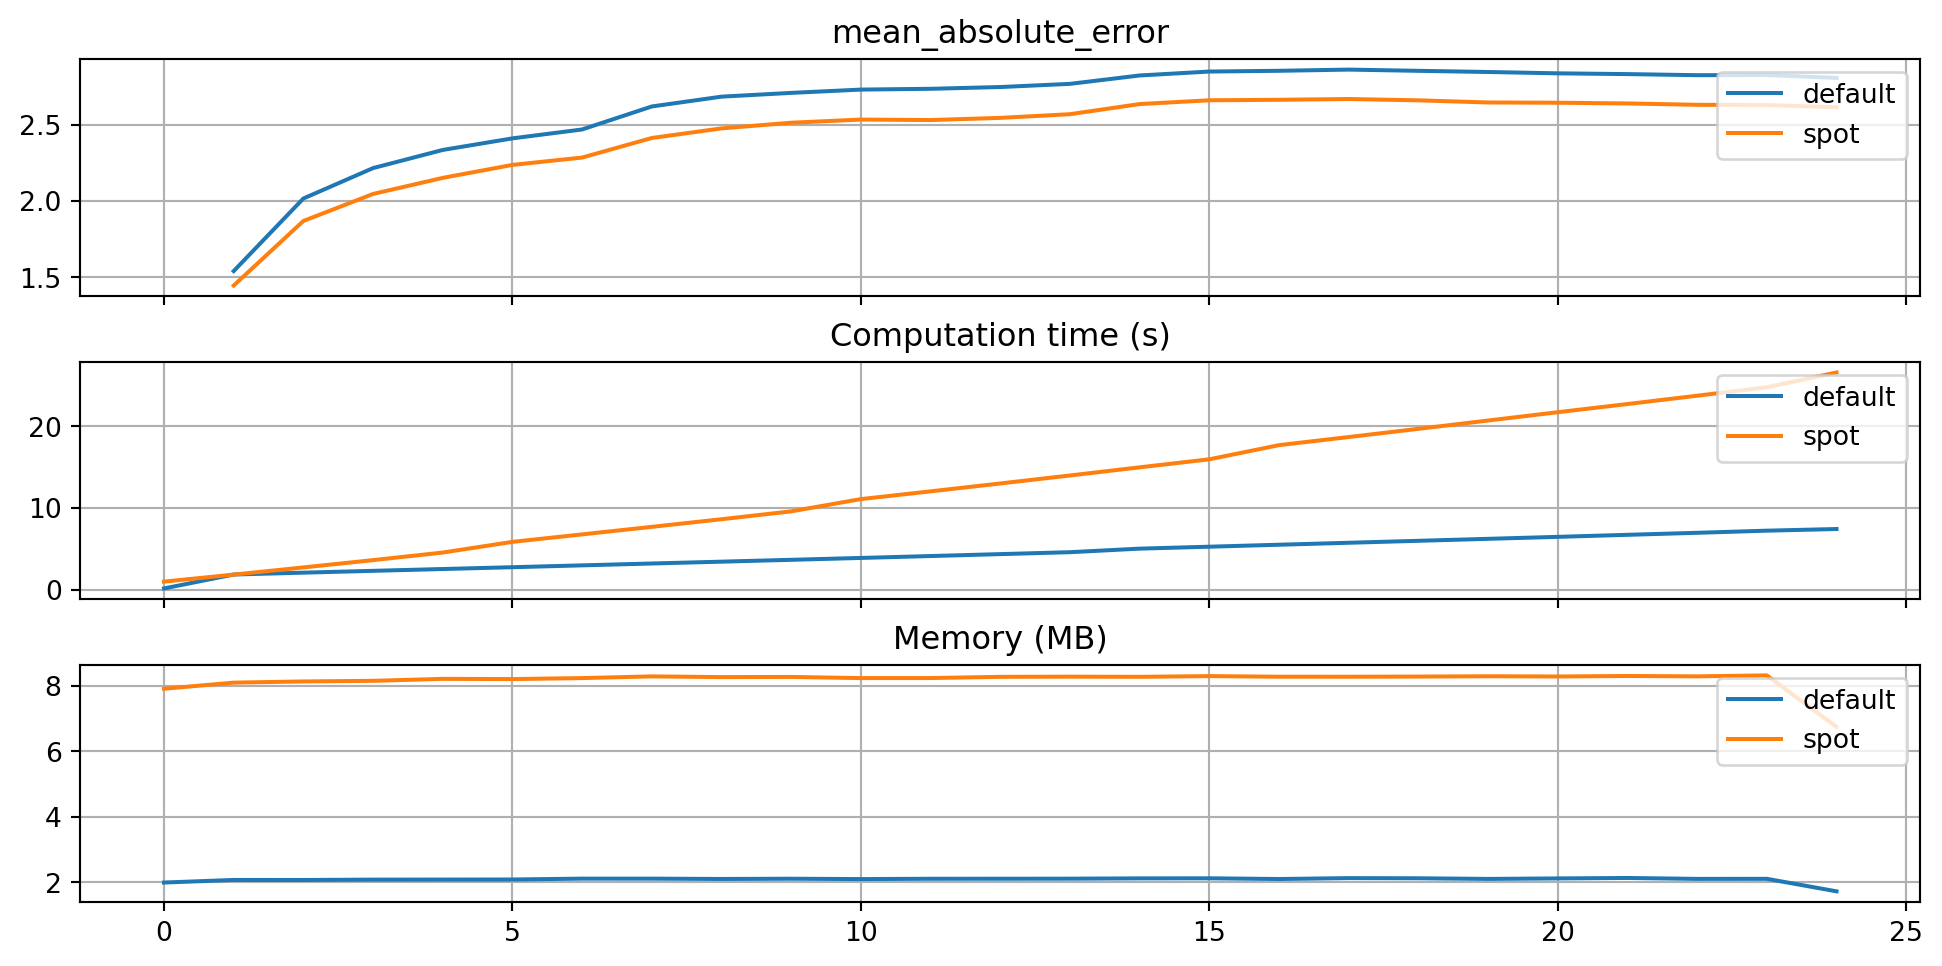 mean_absolute_error
2.5
2.0
1.5
default
spot
Computation time (s)
20
10
0
default
spot
Memory (MB)
8
6
4
2
default
spot
0 5 10 15 20 25